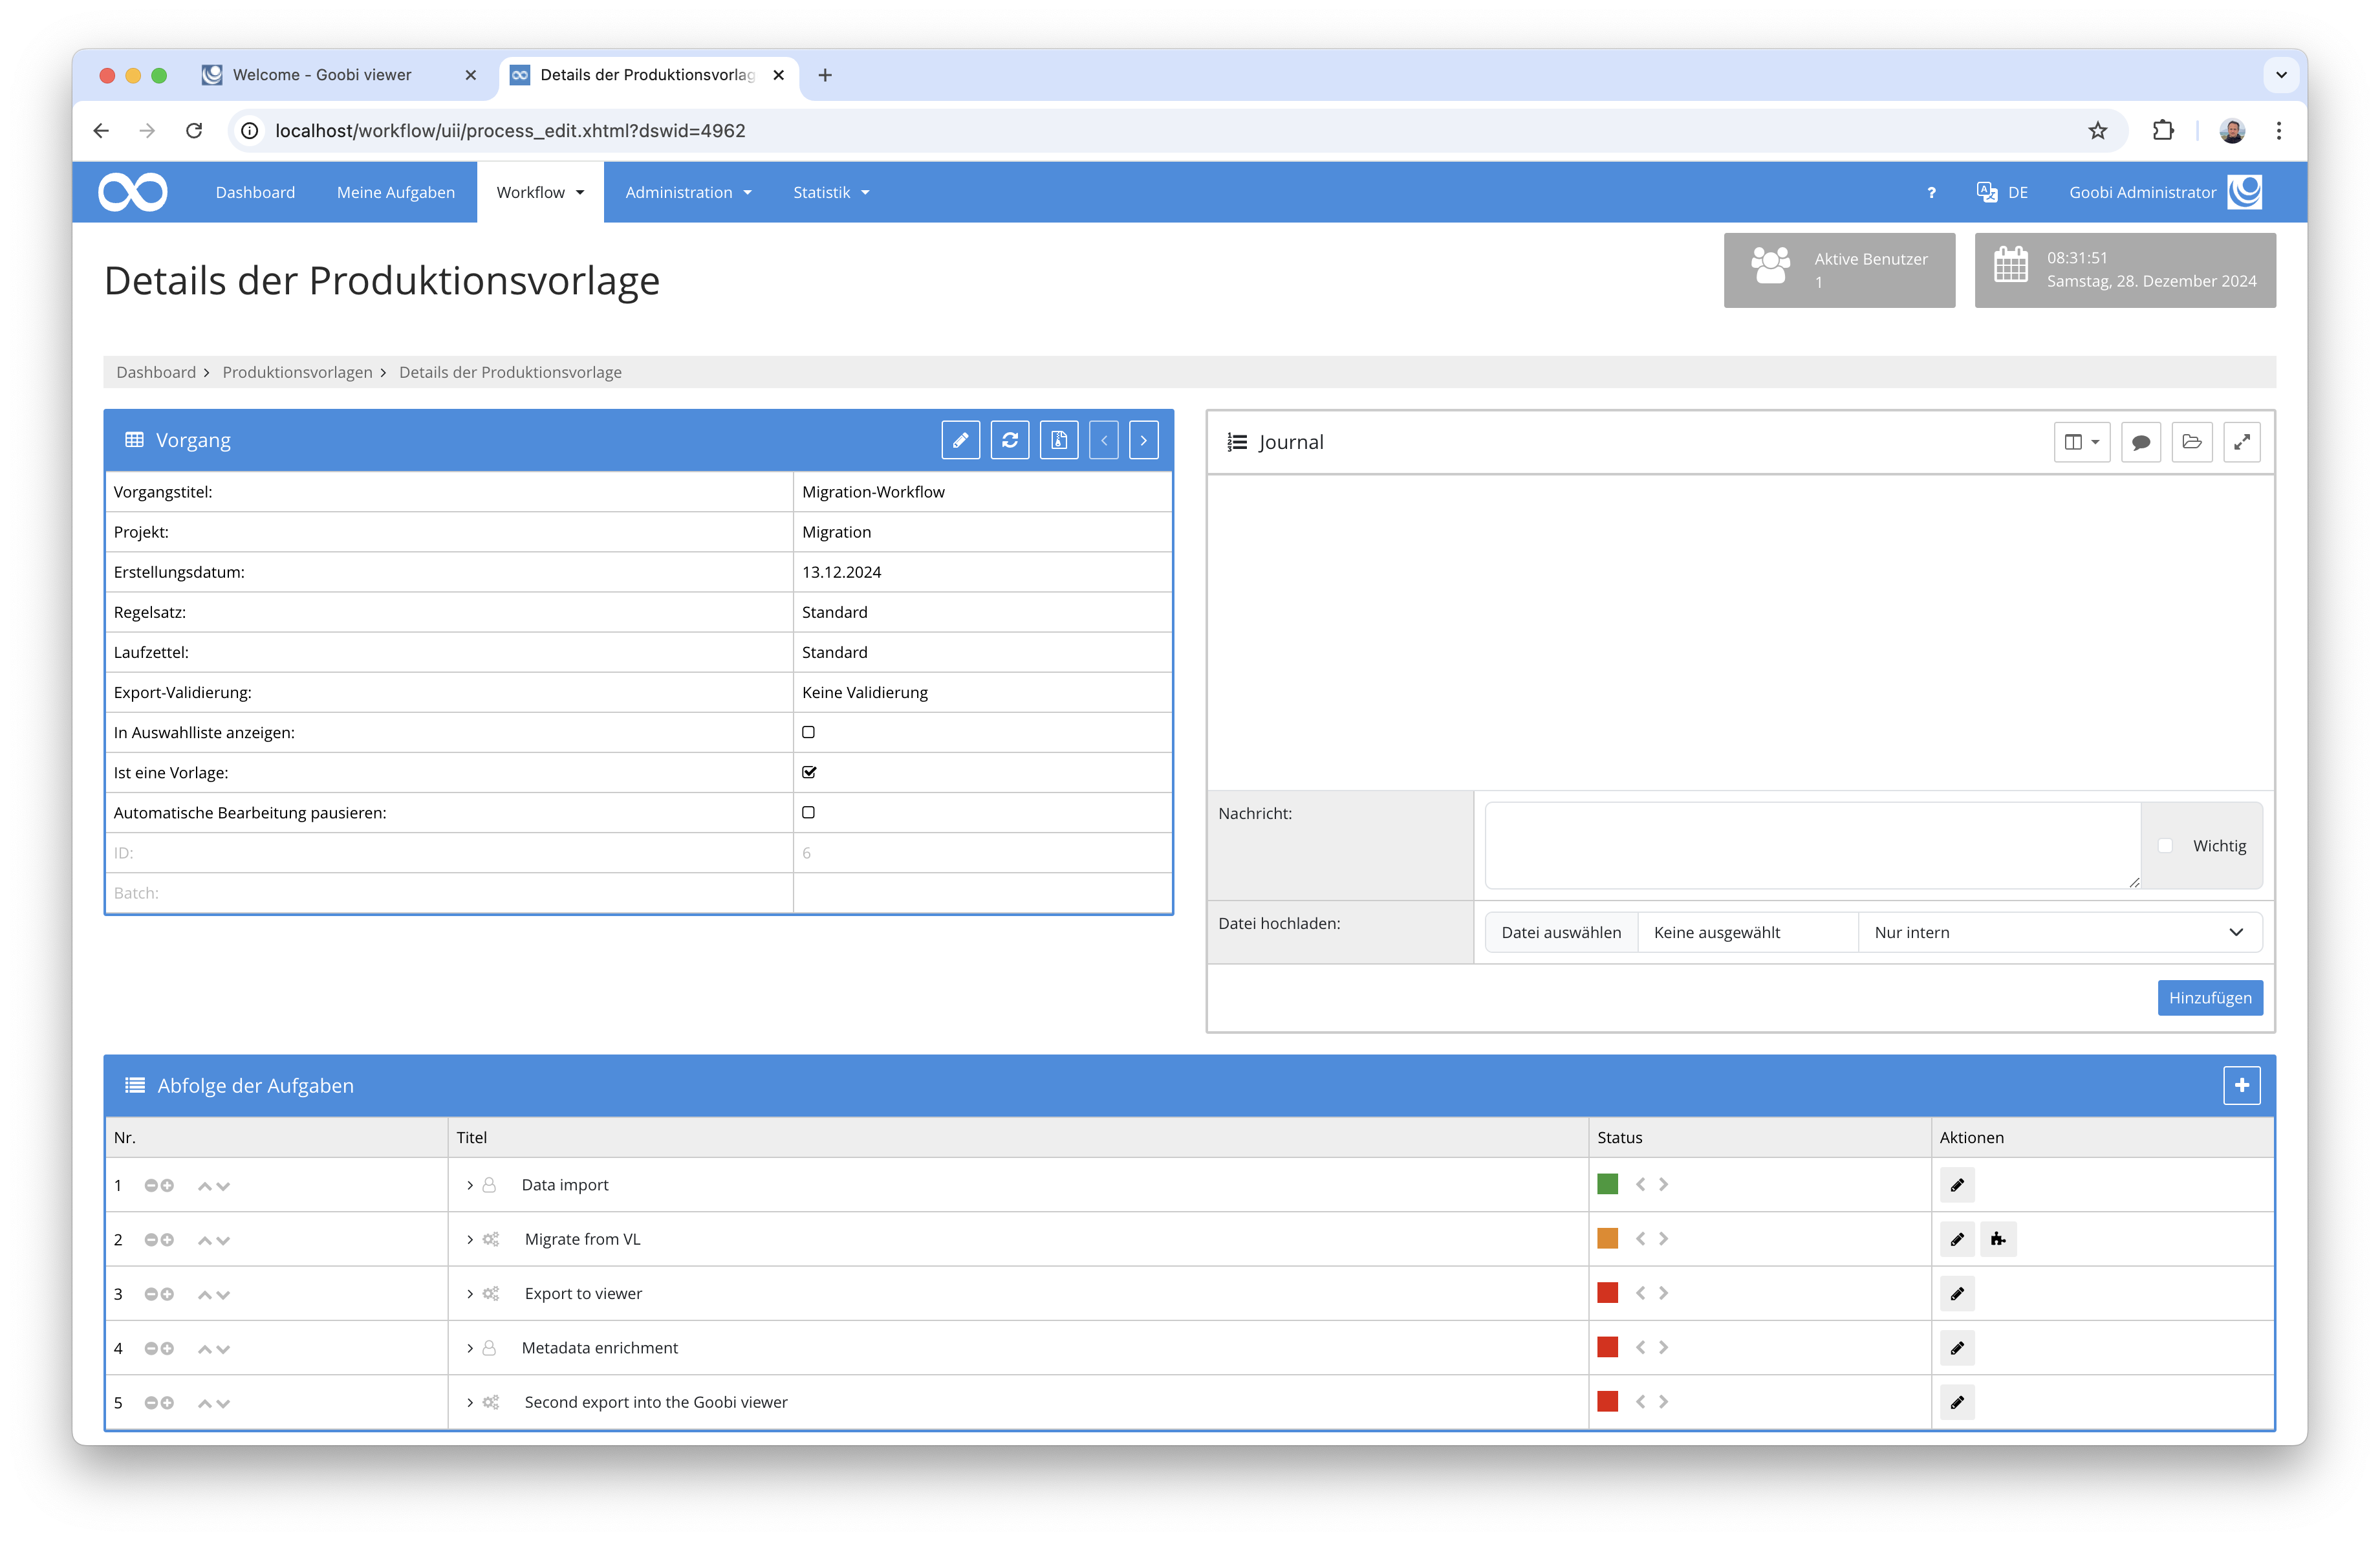 Welcome - Goobi viewer
Details der Produktionsvorlag
localhost/workflow/uii/process_edit.xhtml?dswid=4962
Dashboard Meine Aufgaben Workflow Administration Statistik ? DE Goobi Administrator
Details der Produktionsvorlage
Aktive Benutzer
1
08:31:51
Samstag, 28. Dezember 2024
Dashboard > Produktionsvorlagen > Details der Produktionsvorlage
Vorgang
Vorgangstitel: Migration-Workflow
Projekt: Migration
Erstellungsdatum: 13.12.2024
Regelsatz: Standard
Laufzettel: Standard
Export-Validierung: Keine Validierung
In Auswahlliste anzeigen:
Ist eine Vorlage:
Automatische Bearbeitung pausieren:
ID: 6
Batch:
Journal
Nachricht:
Wichtig
Datei hochladen: Datei auswählen Keine ausgewählt Nur intern
Hinzufügen
Abfolge der Aufgaben
Nr. Titel Status Aktionen
1 Data import
2 Migrate from VL
3 Export to viewer
4 Metadata enrichment
5 Second export into the Goobi viewer